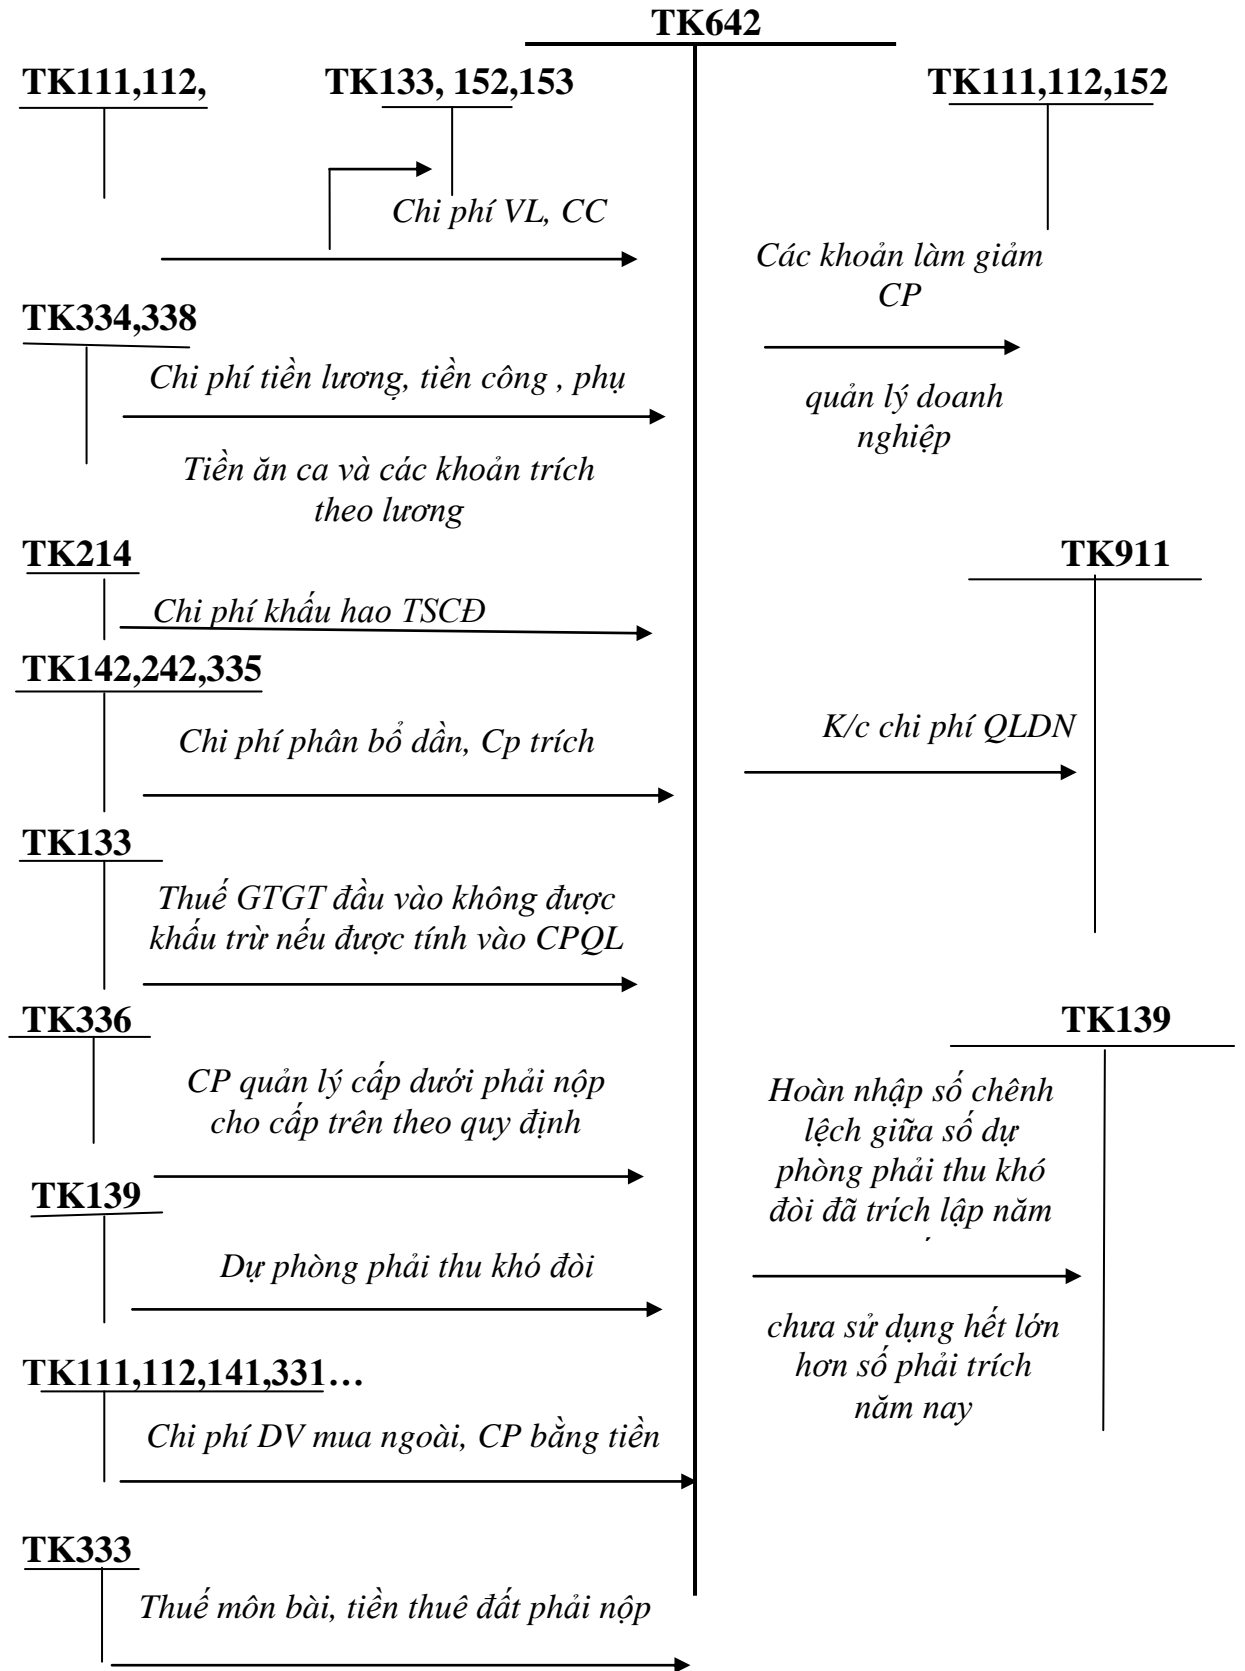 TK642
TK111,112,
TK133, 152,153
TK111,112,152
Chi phí VL, CC
Các khoản làm giảm
CP
quản lý doanh
nghiệp
TK334,338
Chi phí tiền lương, tiền công , phụ
Tiền ăn ca và các khoản trích
theo lương
TK214
TK911
Chi phí khấu hao TSCĐ
TK142,242,335
Chi phí phân bổ dần, Cp trích
K/c chi phí QLDN
TK133
Thuế GTGT đầu vào không được
khấu trừ nếu được tính vào CPQL
TK336
TK139
CP quản lý cấp dưới phải nộp
cho cấp trên theo quy định
Hoàn nhập số chênh
lệch giữa số dự
phòng phải thu khó
đòi đã trích lập năm
chưa sử dụng hết lớn
hơn số phải trích
năm nay
TK139
Dự phòng phải thu khó đòi
TK111,112,141,331…
Chi phí DV mua ngoài, CP bằng tiền
TK333
Thuế môn bài, tiền thuê đất phải nộp